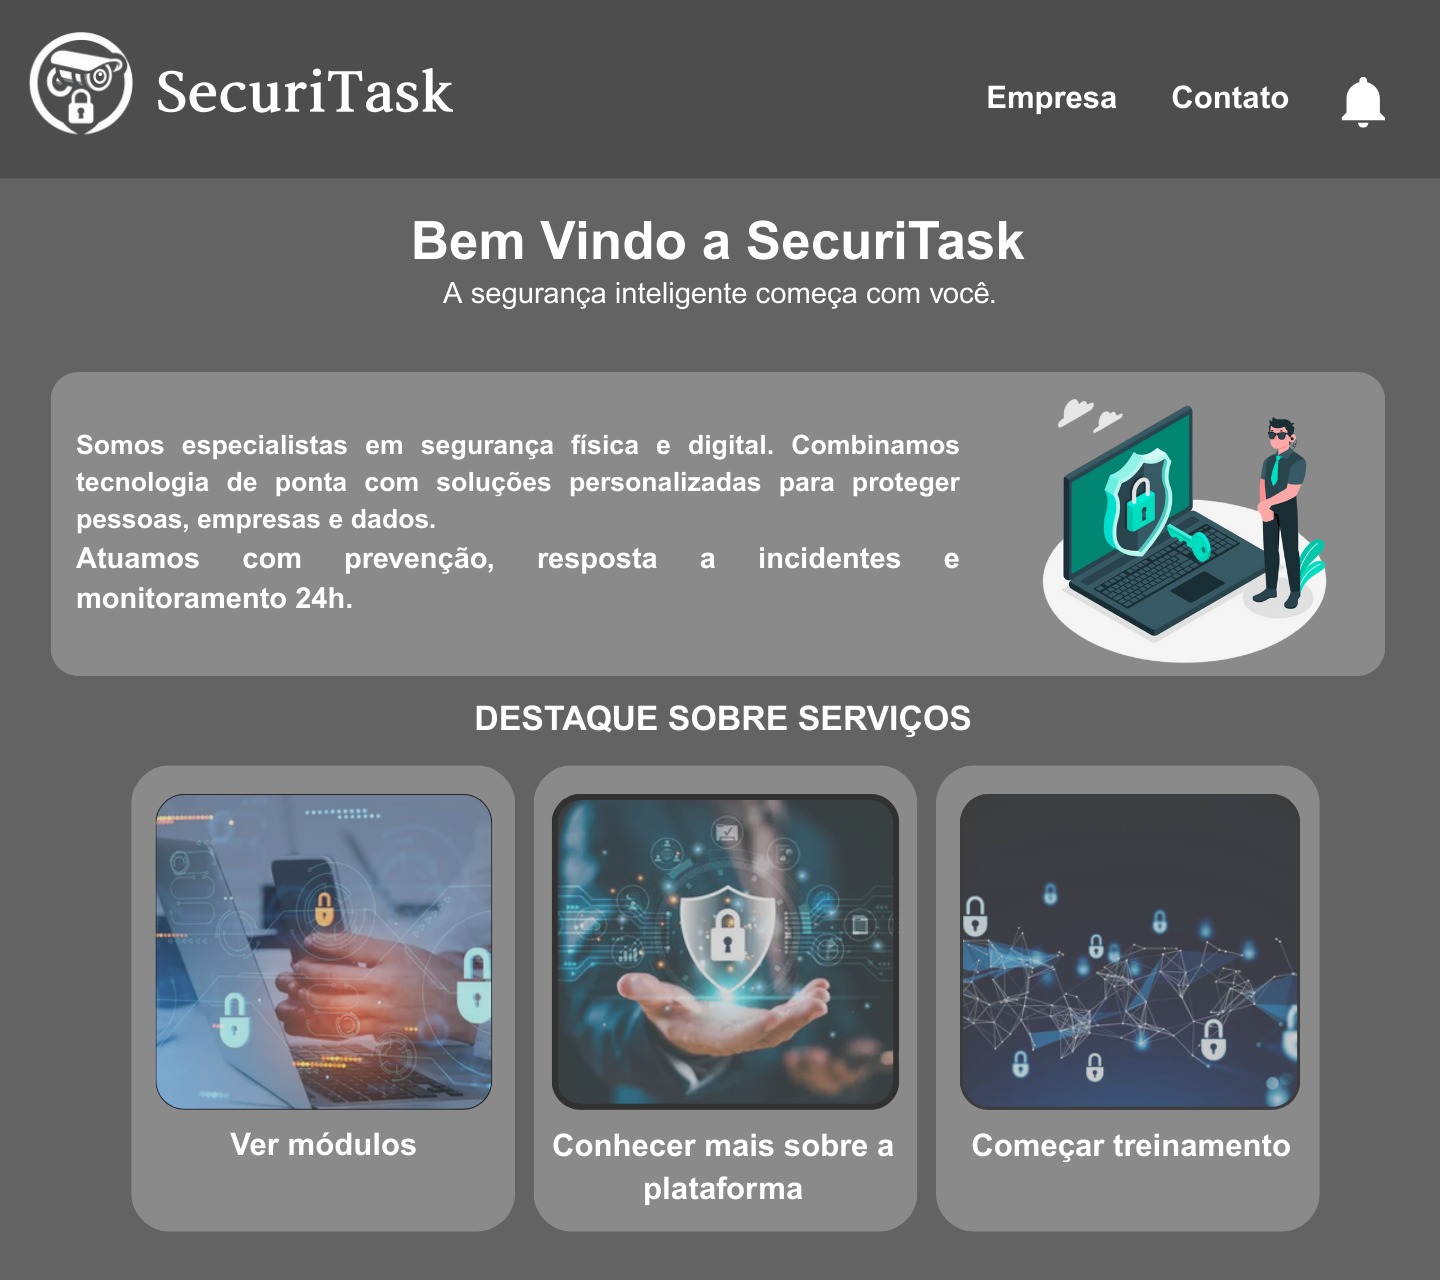 SecuriTask
Empresa
Contato
Bem Vindo a SecuriTask
A segurança inteligente começa com você.
Somos especialistas em segurança física e digital. Combinamos
tecnologia de ponta com soluções personalizadas para proteger
pessoas, empresas e dados.
Atuamos com prevenção, resposta a incidentes e
monitoramento 24h.
DESTAQUE SOBRE SERVIÇOS
Ver módulos
Conhecer mais sobre a
plataforma
Começar treinamento